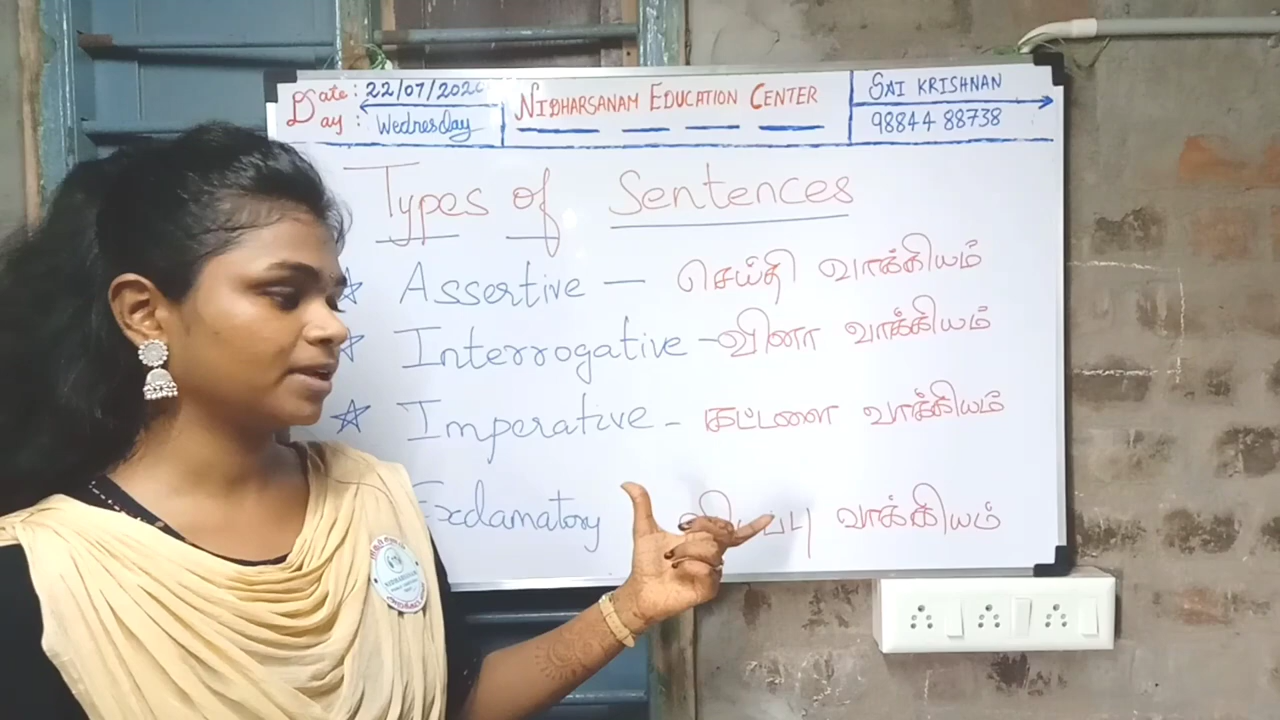 Date: 22/07/2020
Day: Wednesday
NIDHARSANAM EDUCATION CENTER
SAI KRISHNAN
98844 88738
Types of Sentences
Assertive – செய்தி வாக்கியம்
Interrogative – வினா வாக்கியம்
Imperative – கட்டளை வாக்கியம்
Exclamatory வாக்கியம்